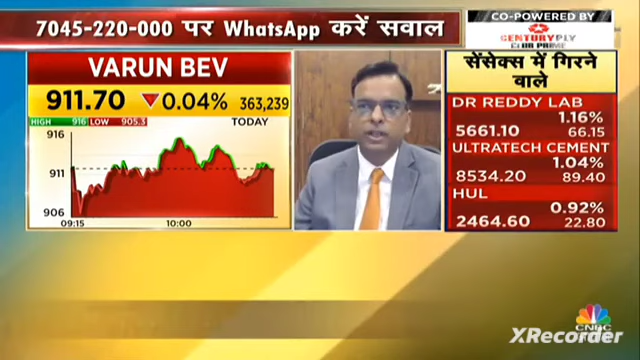 7045-220-000 पर WhatsApp करें सवाल
CO-POWERED BY
CENTURYPLY
CLUB PRIME
VARUN BEV
911.70 0.04% 363,239
HIGH 916 LOW 905.3 TODAY
916
911
906
09:15 10:00
सेंसेक्स में गिरने
वाले
DR REDDY LAB
1.16%
5661.10 66.15
ULTRATECH CEMENT
1.04%
8534.20 89.40
HUL
0.92%
2464.60 22.80
CNBC
XRecorder